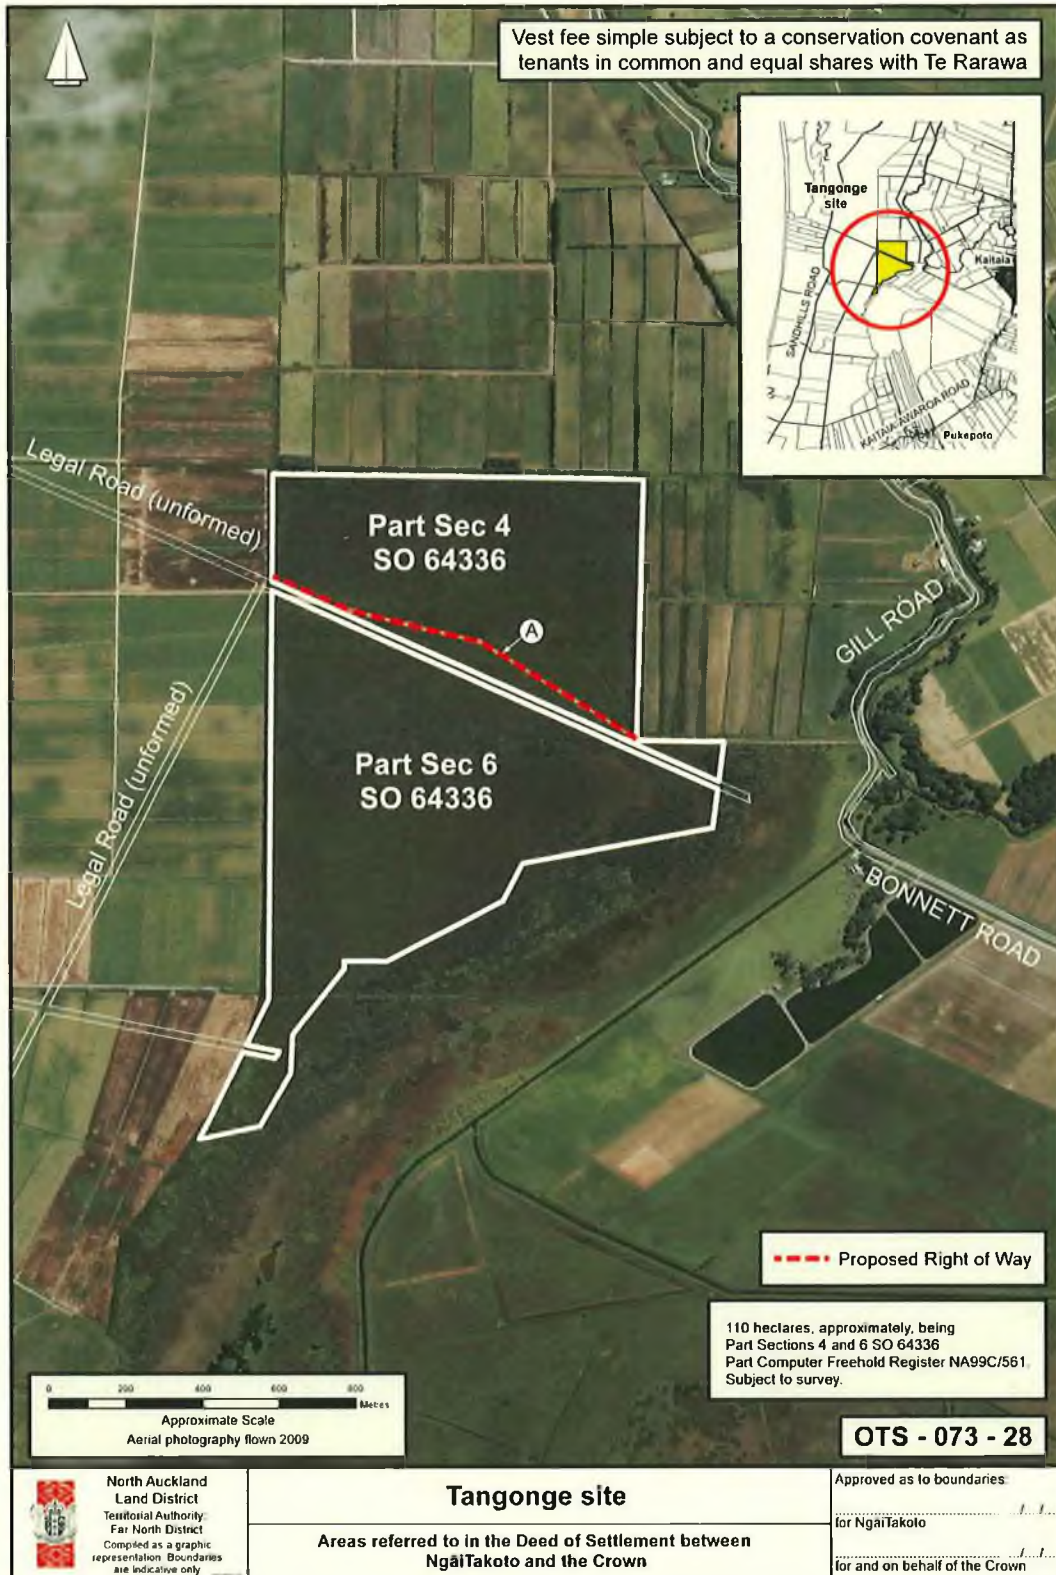 Vest fee simple subject to a conservation covenant as
tenants in common and equal shares with Te Rarawa
Tangonge
site
Kaitaia
SANDHILLS ROAD
KAITAIA-AWAROA ROAD
Pukepoto
Legal Road (unformed)
Part Sec 4
SO 64336
A
GILL ROAD
Legal Road (unformed)
Part Sec 6
SO 64336
BONNETT ROAD
Proposed Right of Way
110 hectares, approximately, being
Part Sections 4 and 6 SO 64336
Part Computer Freehold Register NA99C/561
Subject to survey.
0 200 400 600 800
Metres
Approximate Scale
Aerial photography flown 2009
OTS - 073 - 28
North Auckland
Land District
Territorial Authority:
Far North District
Compiled as a graphic
representation. Boundaries
are indicative only
Tangonge site
Areas referred to in the Deed of Settlement between
NgāiTakoto and the Crown
Approved as to boundaries:
/ /
for NgāiTakoto
/ /
for and on behalf of the Crown